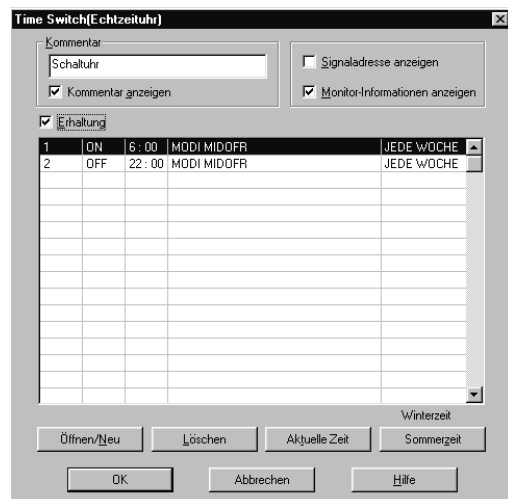 Time Switch(Echtzeituhr)
Kommentar
Schaltuhr
Kommentar anzeigen
Signaladresse anzeigen
Monitor-Informationen anzeigen
Erhaltung
1 ON 6 : 00 MODI MIDOFR JEDE WOCHE
2 OFF 22 : 00 MODI MIDOFR JEDE WOCHE
Winterzeit
Öffnen/Neu Löschen Aktuelle Zeit Sommerzeit
OK Abbrechen Hilfe